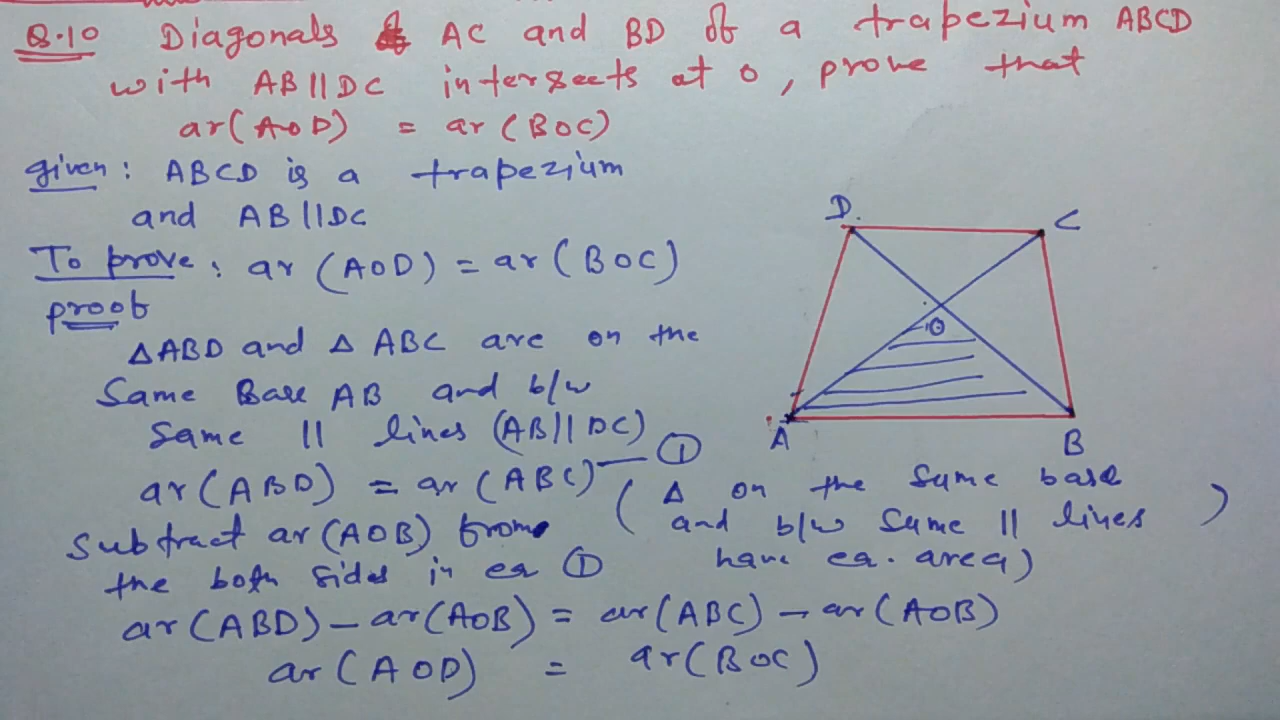 Q.10 Diagonals AC and BD of a trapezium ABCD
with AB||DC intersects at O, prove that
ar(AOD) = ar(BOC)
given: ABCD is a trapezium
and AB||DC
To prove: ar(AOD) = ar(BOC)
proof
△ABD and △ABC are on the
Same Base AB and b/w
Same || lines (AB||DC)
ar(ABD) = ar(ABC) — ①
(△ on the same base
and b/w same || lines
have eq. area)
Subtract ar(AOB) from
the both sides in eq ①
ar(ABD) - ar(AOB) = ar(ABC) - ar(AOB)
ar(AOD) = ar(BOC)
D
C
O
A
B